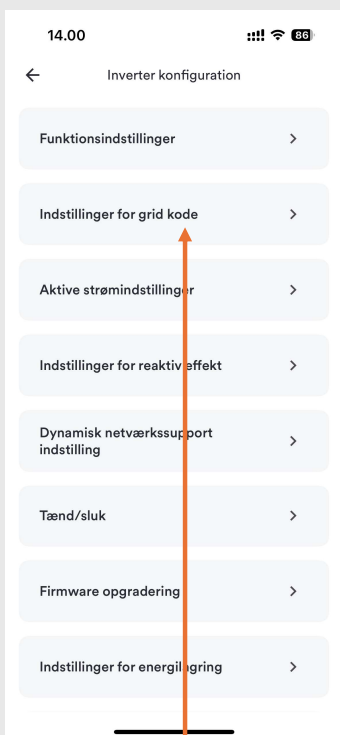 14.00
86
Inverter konfiguration
Funktionsindstillinger
Indstillinger for grid kode
Aktive strømindstillinger
Indstillinger for reaktiv effekt
Dynamisk netværkssupport
indstilling
Tænd/sluk
Firmware opgradering
Indstillinger for energilagring